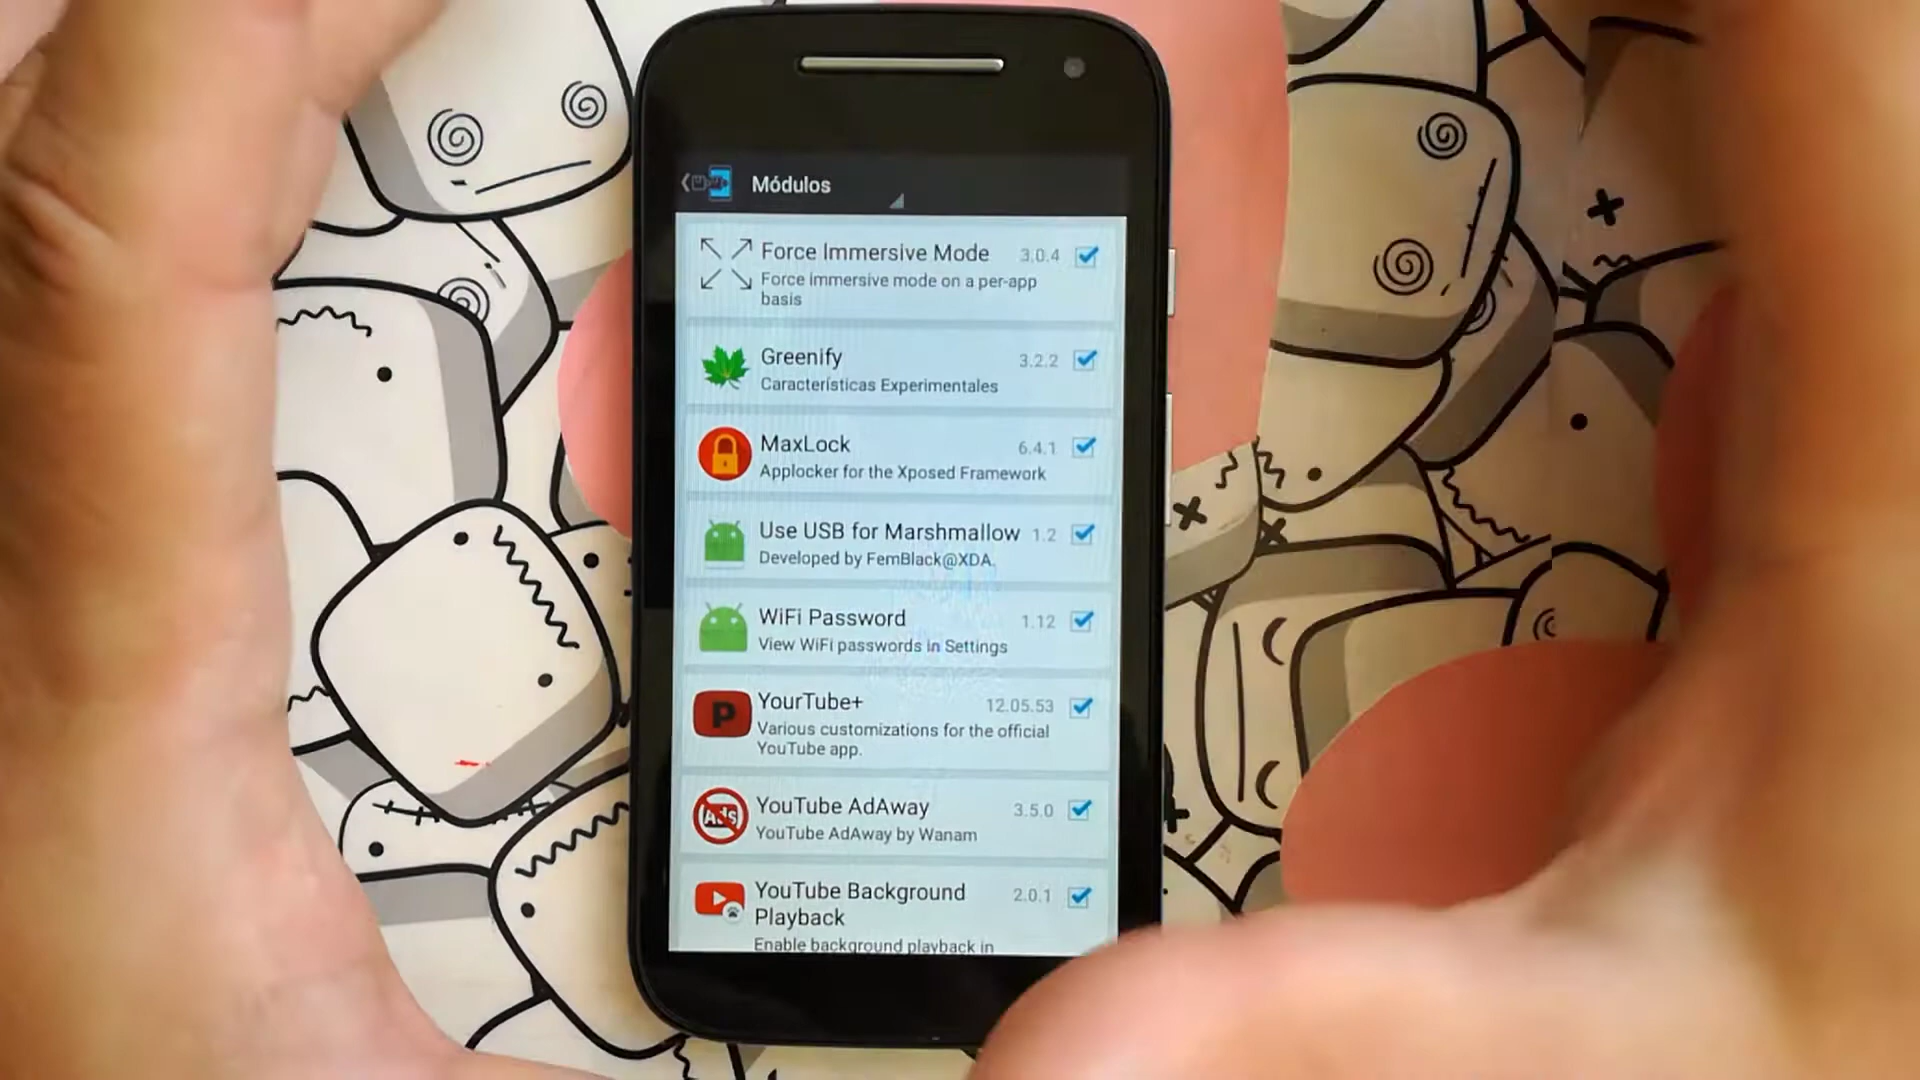 Módulos
Force Immersive Mode 3.0.4
Force immersive mode on a per-app
basis
Greenify 3.2.2
Características Experimentales
MaxLock 6.4.1
Applocker for the Xposed Framework
Use USB for Marshmallow 1.2
Developed by FemBlack@XDA.
WiFi Password 1.12
View WiFi passwords in Settings
P
YourTube+ 12.05.53
Various customizations for the official
YouTube app.
Ads
YouTube AdAway 3.5.0
YouTube AdAway by Wanam
YouTube Background 2.0.1
Playback
Enable background playback in